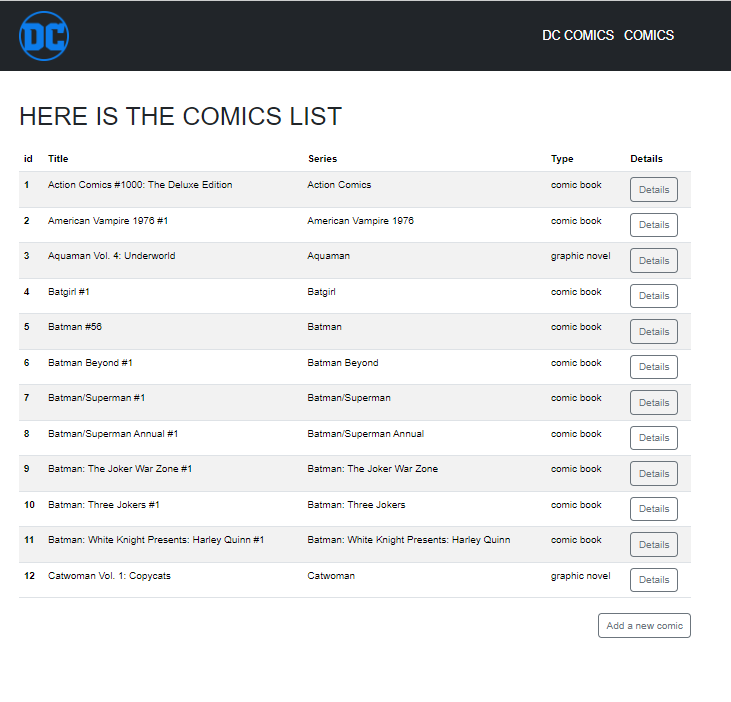 DC
DC COMICS COMICS
HERE IS THE COMICS LIST
id Title Series Type Details
1 Action Comics #1000: The Deluxe Edition Action Comics comic book Details
2 American Vampire 1976 #1 American Vampire 1976 comic book Details
3 Aquaman Vol. 4: Underworld Aquaman graphic novel Details
4 Batgirl #1 Batgirl comic book Details
5 Batman #56 Batman comic book Details
6 Batman Beyond #1 Batman Beyond comic book Details
7 Batman/Superman #1 Batman/Superman comic book Details
8 Batman/Superman Annual #1 Batman/Superman Annual comic book Details
9 Batman: The Joker War Zone #1 Batman: The Joker War Zone comic book Details
10 Batman: Three Jokers #1 Batman: Three Jokers comic book Details
11 Batman: White Knight Presents: Harley Quinn #1 Batman: White Knight Presents: Harley Quinn comic book Details
12 Catwoman Vol. 1: Copycats Catwoman graphic novel Details
Add a new comic